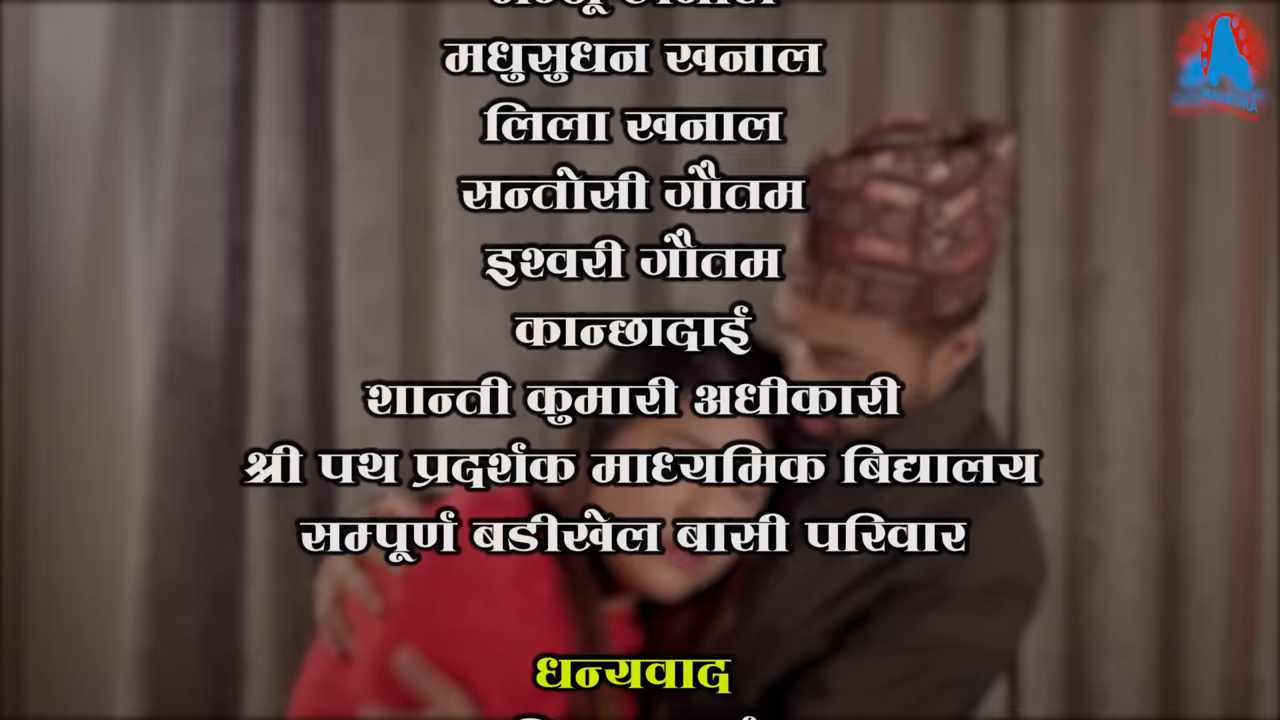 मधुसुधन खनाल
लिला खनाल
सन्तोसी गौतम
इश्वरी गौतम
कान्छादाई
शान्ती कुमारी अधीकारी
श्री पथ प्रदर्शक माध्यमिक बिद्यालय
सम्पूर्ण बडीखेल बासी परिवार
धन्यवाद